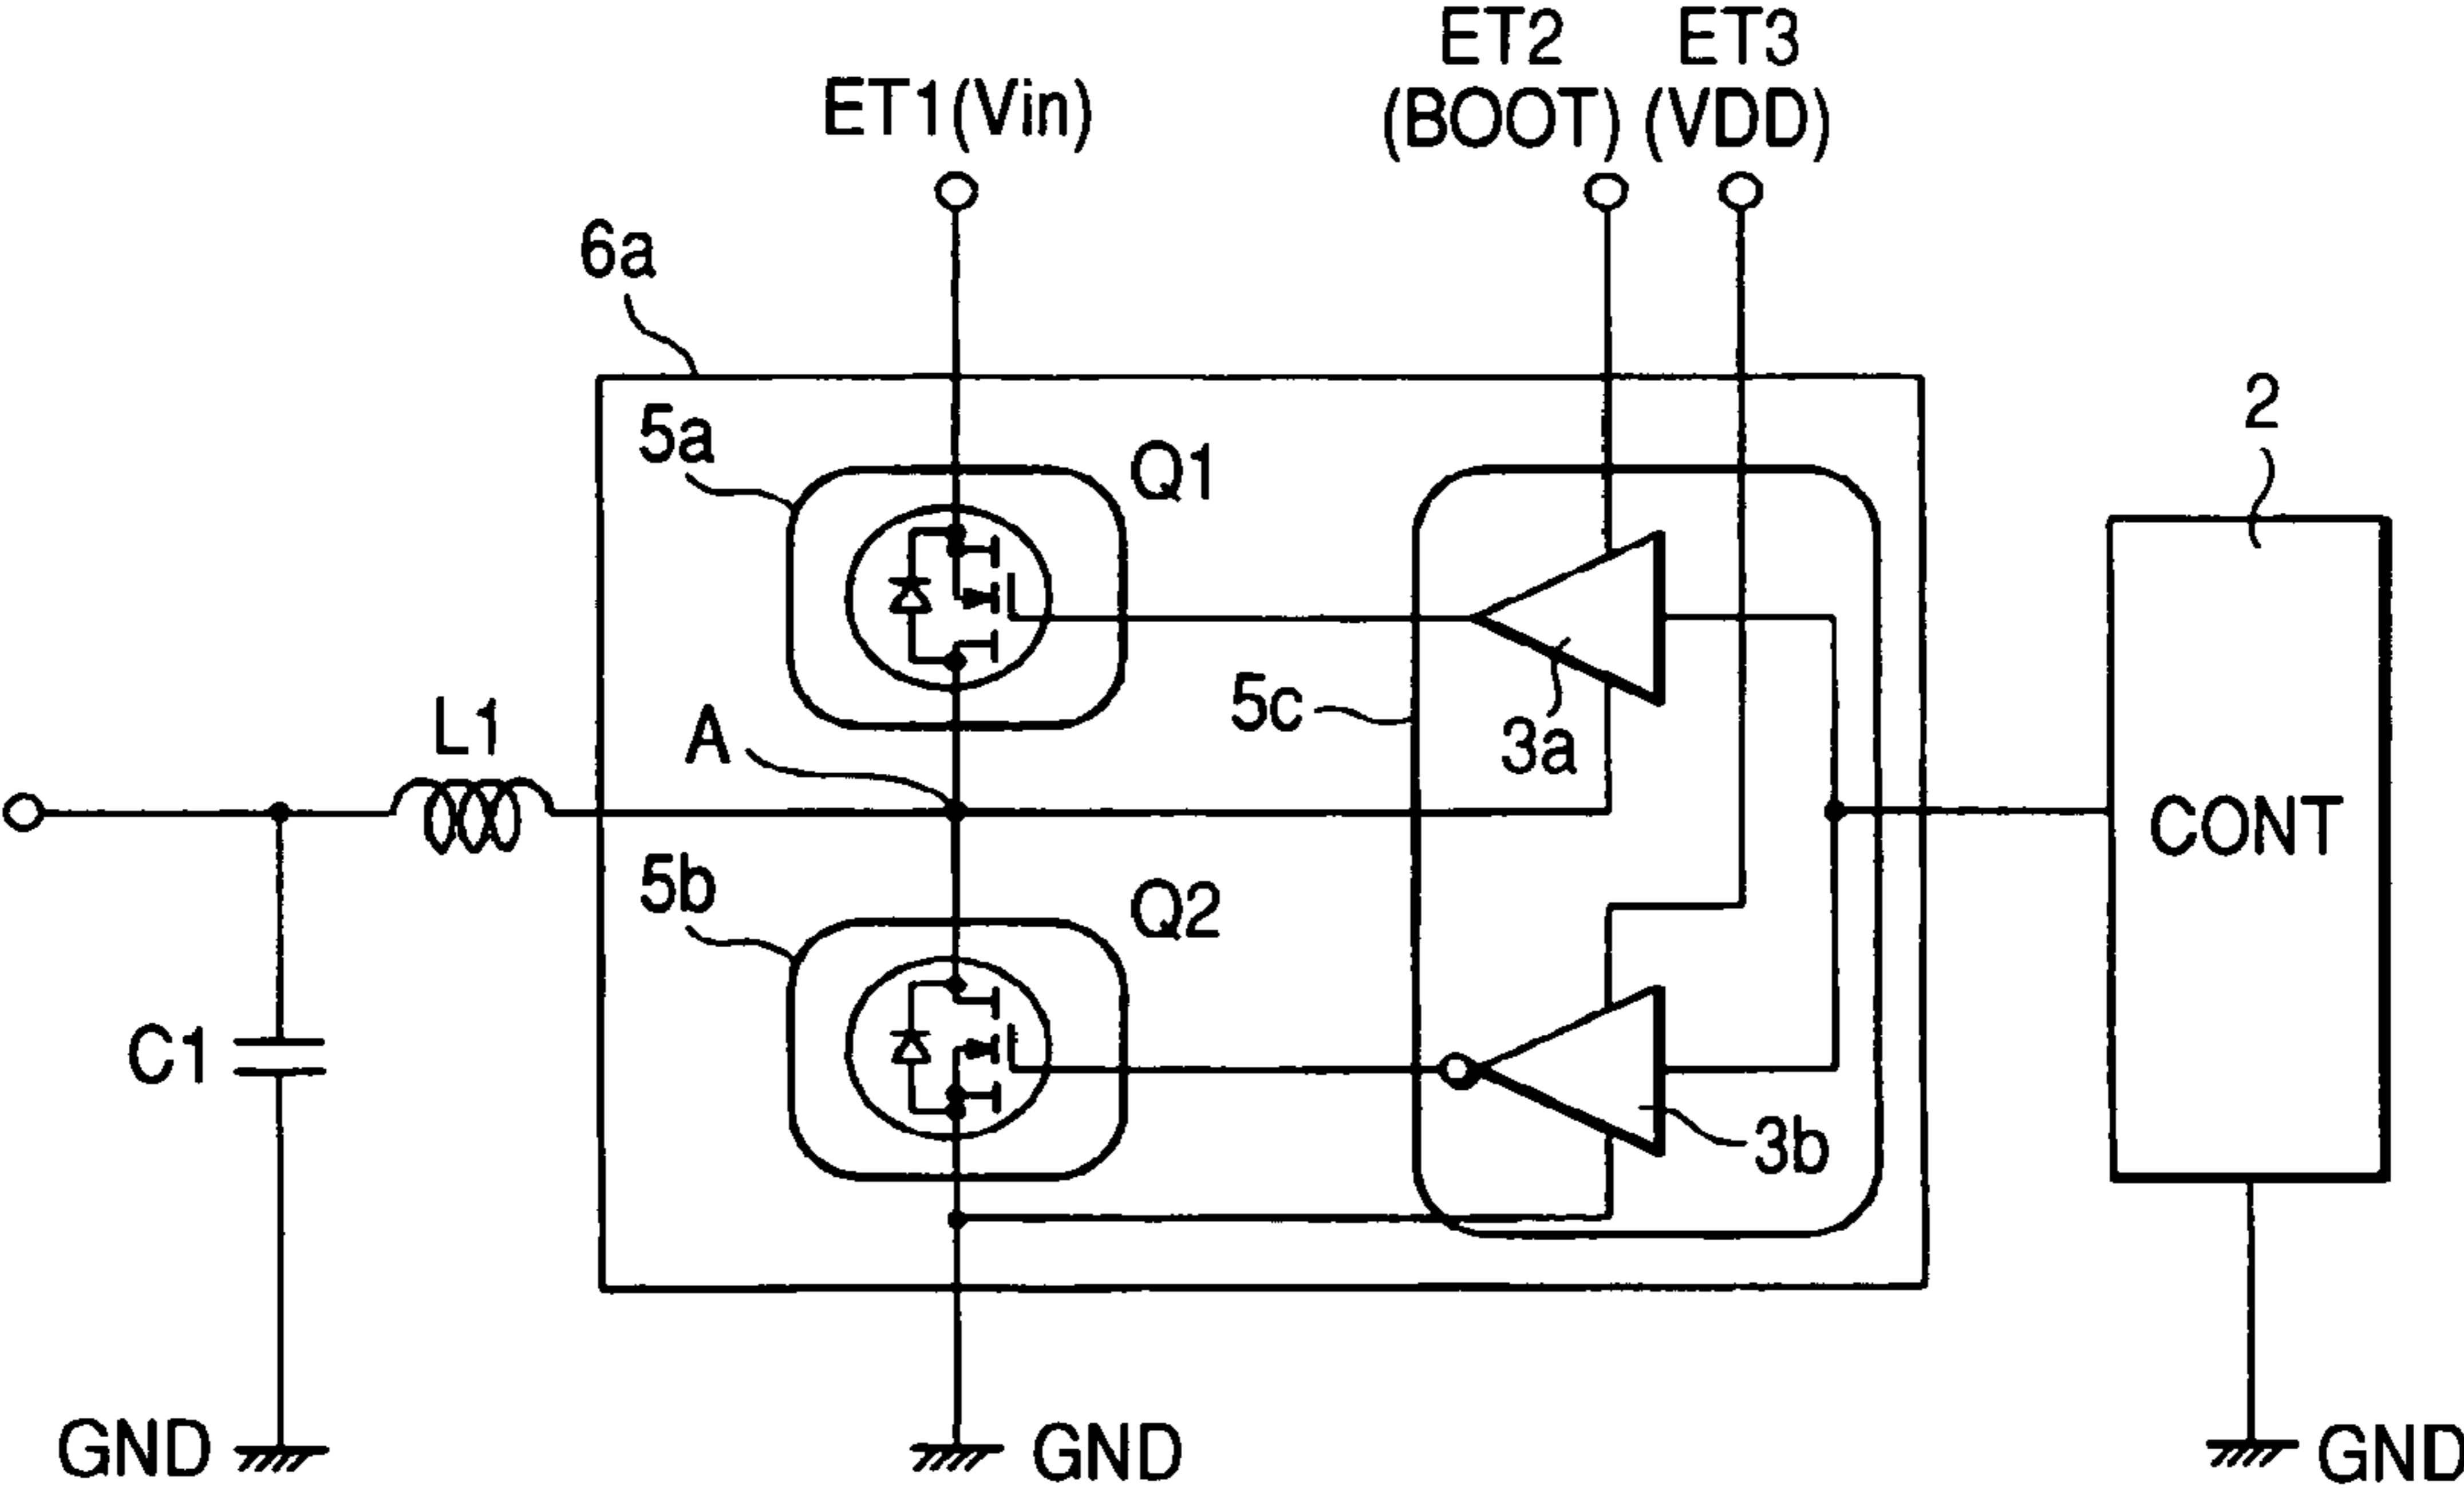 ET2
ET3
ET1(Vin)
(BOOT)
(VDD)
6a
2
5a
Q1
5c
3a
A
L1
CONT
5b
Q2
C1
3b
GND
GND
GND